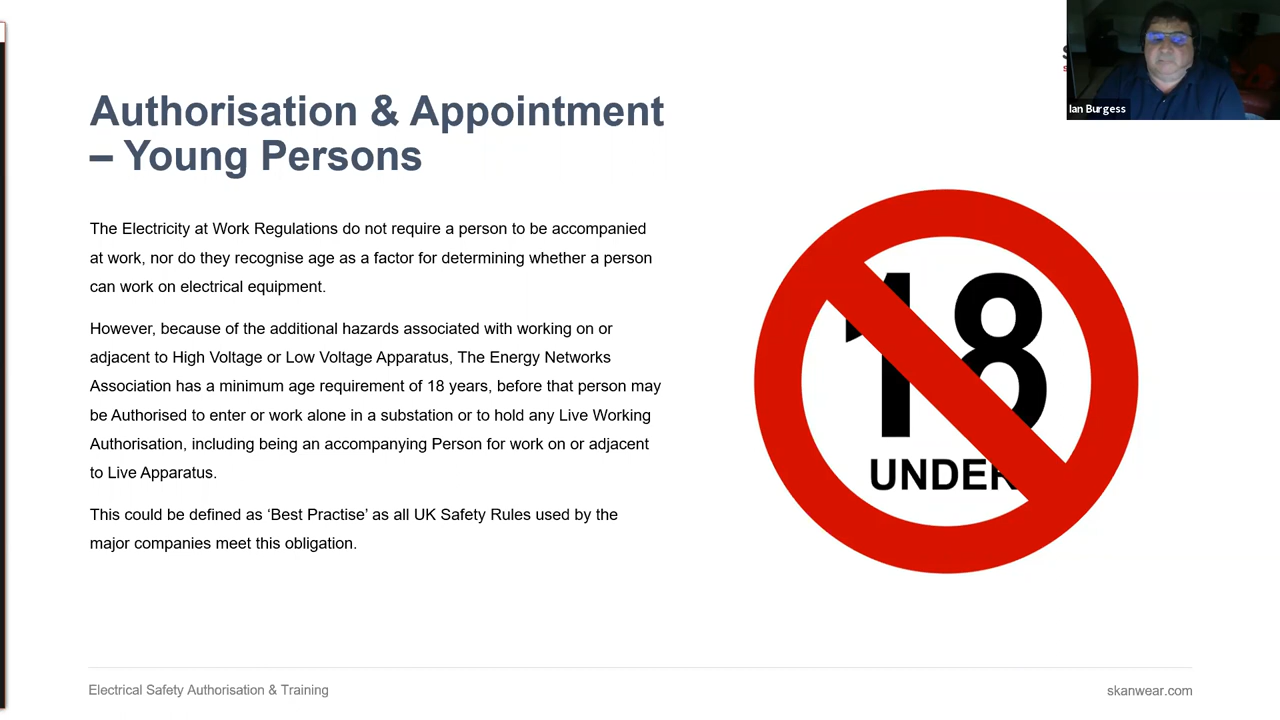 Authorisation & Appointment
– Young Persons
The Electricity at Work Regulations do not require a person to be accompanied
at work, nor do they recognise age as a factor for determining whether a person
can work on electrical equipment.
However, because of the additional hazards associated with working on or
adjacent to High Voltage or Low Voltage Apparatus, The Energy Networks
Association has a minimum age requirement of 18 years, before that person may
be Authorised to enter or work alone in a substation or to hold any Live Working
Authorisation, including being an accompanying Person for work on or adjacent
to Live Apparatus.
This could be defined as ‘Best Practise’ as all UK Safety Rules used by the
major companies meet this obligation.
Ian Burgess
18
UNDER
Electrical Safety Authorisation & Training
skanwear.com